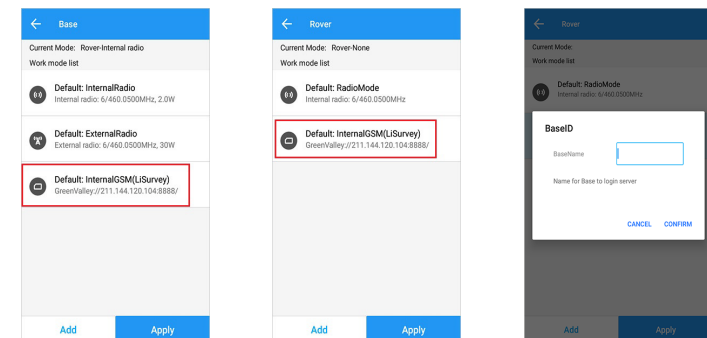 Base
Current Mode: Rover-Internal radio
Work mode list
Default: InternalRadio
Internal radio: 6/460.0500MHz, 2.0W
Default: ExternalRadio
External radio: 6/460.0500MHz, 30W
Default: InternalGSM(LiSurvey)
GreenValley://211.144.120.104:8888/
Add
Apply
Rover
Current Mode: Rover-None
Work mode list
Default: RadioMode
Internal radio: 6/460.0500MHz
Default: InternalGSM(LiSurvey)
GreenValley://211.144.120.104:8888/
Add
Apply
Rover
Current Mode:
Work mode list
Default: RadioMode
Internal radio: 6/460.0500MHz
BaseID
BaseName
Name for Base to login server
CANCEL
CONFIRM
Add
Apply